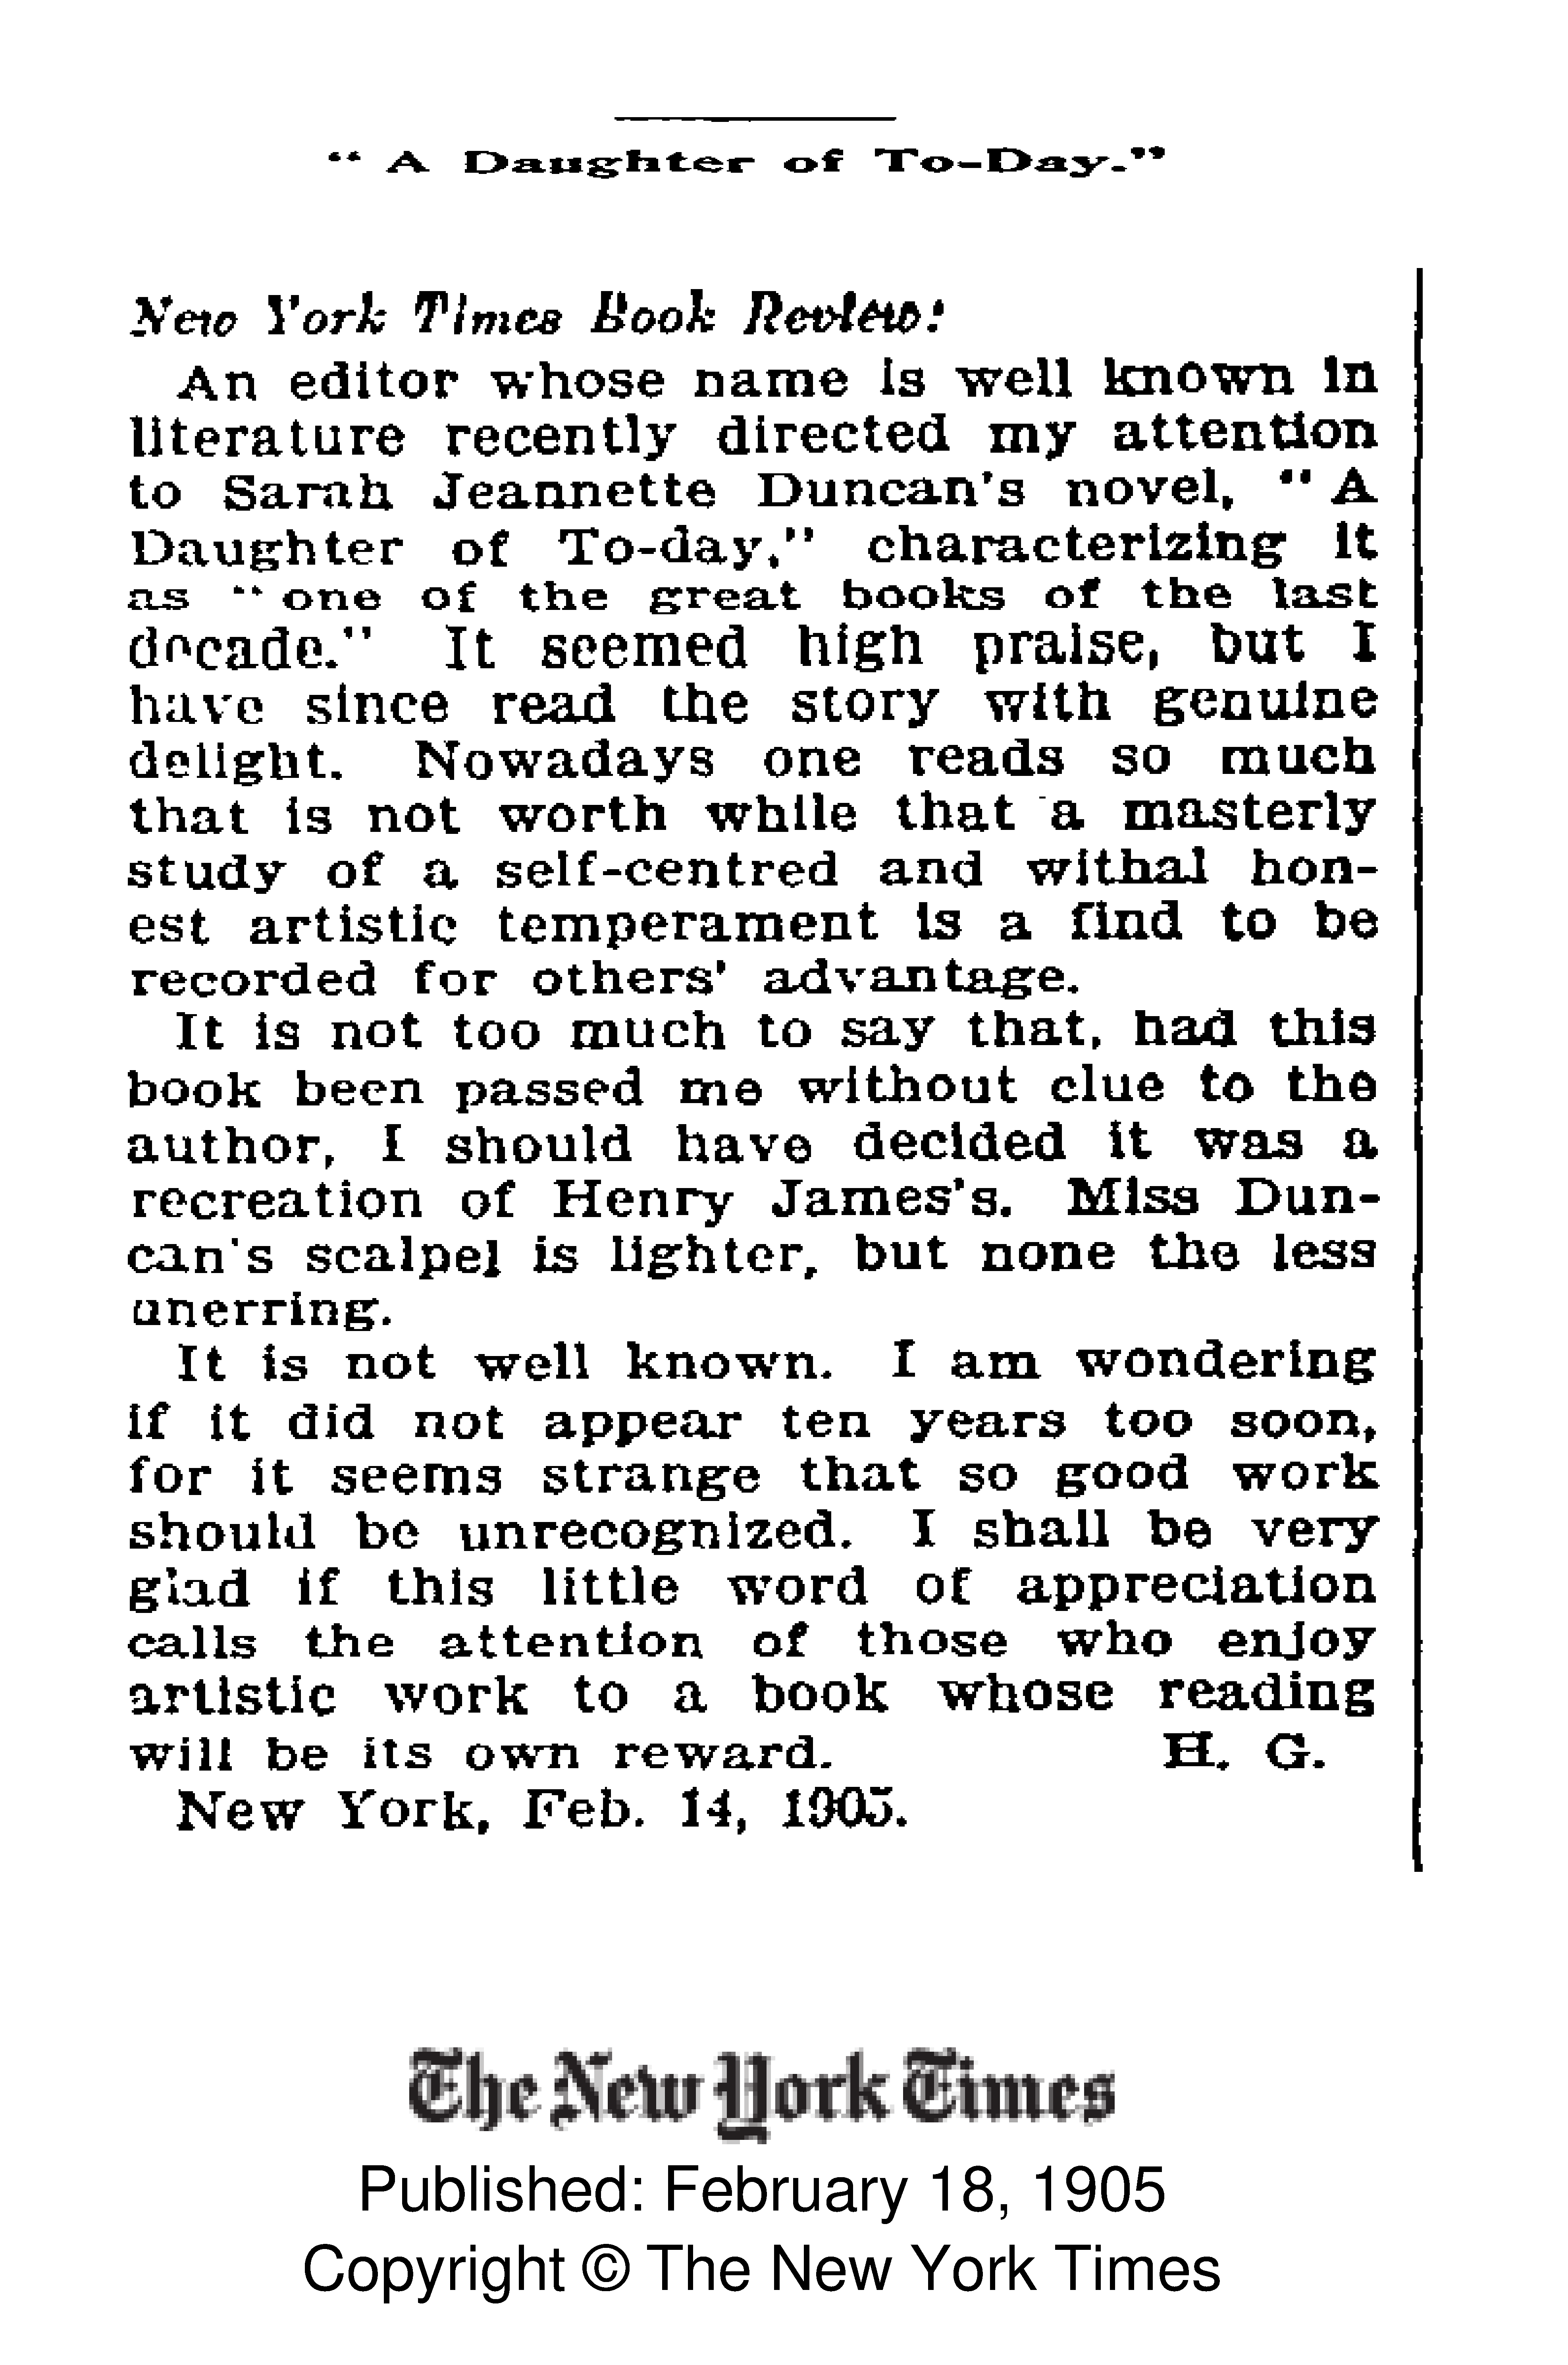 “ A Daughter of To-Day.”
New York Times Book Review:
An editor whose name is well known in
literature recently directed my attention
to Sarah Jeannette Duncan's novel, “ A
Daughter of To-day,” characterizing it
as “ one of the great books of the last
decade.” It seemed high praise, but I
have since read the story with genuine
delight. Nowadays one reads so much
that is not worth while that a masterly
study of a self-centred and withal hon-
est artistic temperament is a find to be
recorded for others' advantage.
It is not too much to say that, had this
book been passed me without clue to the
author, I should have decided it was a
recreation of Henry James's. Miss Dun-
can's scalpel is lighter, but none the less
unerring.
It is not well known. I am wondering
if it did not appear ten years too soon,
for it seems strange that so good work
should be unrecognized. I shall be very
glad if this little word of appreciation
calls the attention of those who enjoy
artistic work to a book whose reading
will be its own reward. H. G.
New York, Feb. 14, 1905.
The New York Times
Published: February 18, 1905
Copyright © The New York Times